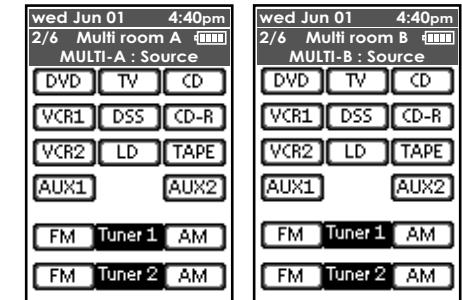 wed Jun 01 4:40pm
2/6 Multi room A
MULTI-A : Source
DVD TV CD
VCR1 DSS CD-R
VCR2 LD TAPE
AUX1 AUX2
FM Tuner 1 AM
FM Tuner 2 AM
wed Jun 01 4:40pm
2/6 Multi room B
MULTI-B : Source
DVD TV CD
VCR1 DSS CD-R
VCR2 LD TAPE
AUX1 AUX2
FM Tuner 1 AM
FM Tuner 2 AM